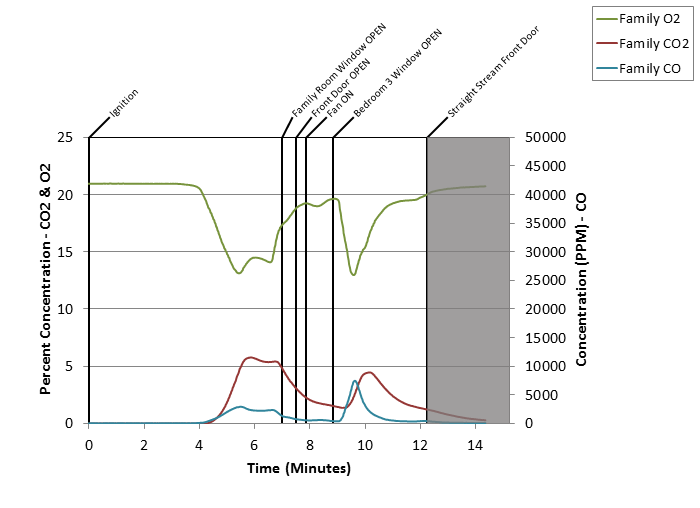 Family O2
Family CO2
Family CO
Ignition
Family Room Window OPEN
Front Door OPEN
Fan ON
Bedroom 3 Window OPEN
Straight Stream Front Door
Percent Concentration - CO2 & O2
25
20
15
10
5
0
50000
45000
40000
35000
30000
25000
20000
15000
10000
5000
0
Concentration (PPM) - CO
0 2 4 6 8 10 12 14
Time (Minutes)